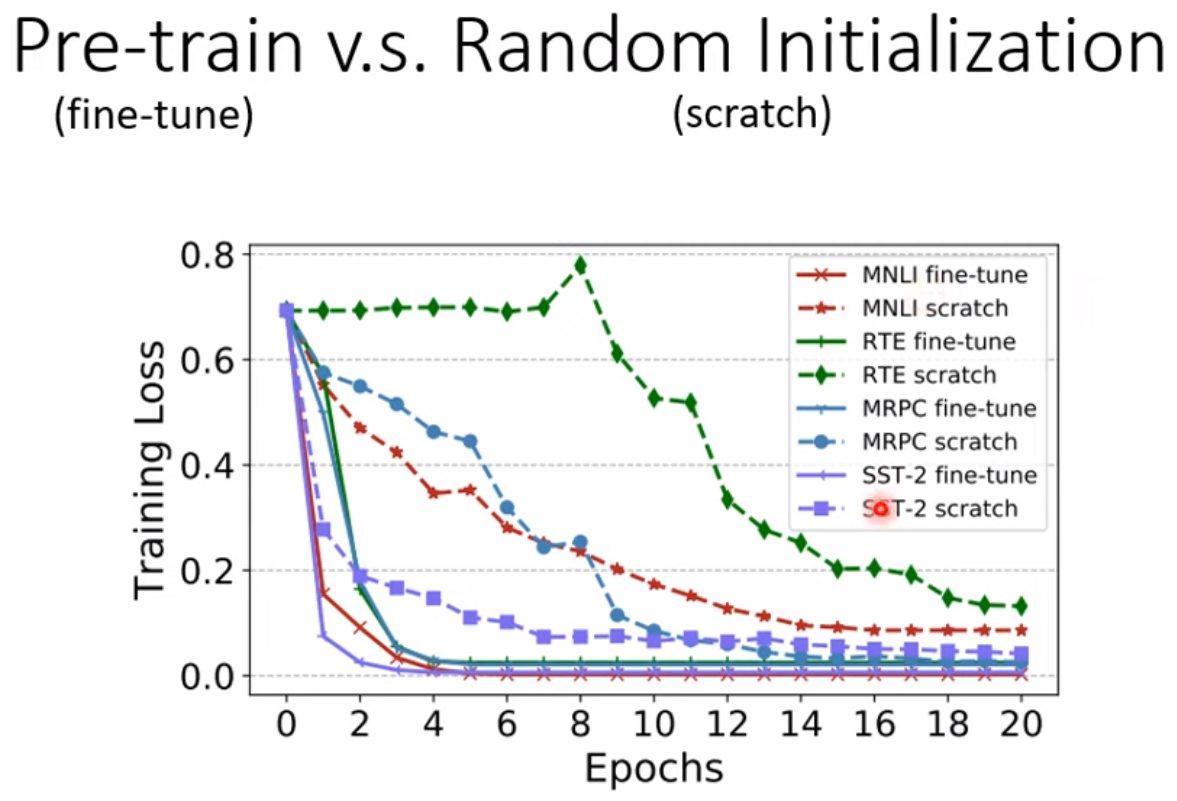 Pre-train v.s. Random Initialization
(fine-tune)
(scratch)
0.8
0.6
0.4
0.2
0.0
Training Loss
0
2
4
6
8
10
12
14
16
18
20
Epochs
MNLI fine-tune
MNLI scratch
RTE fine-tune
RTE scratch
MRPC fine-tune
MRPC scratch
SST-2 fine-tune
SST-2 scratch